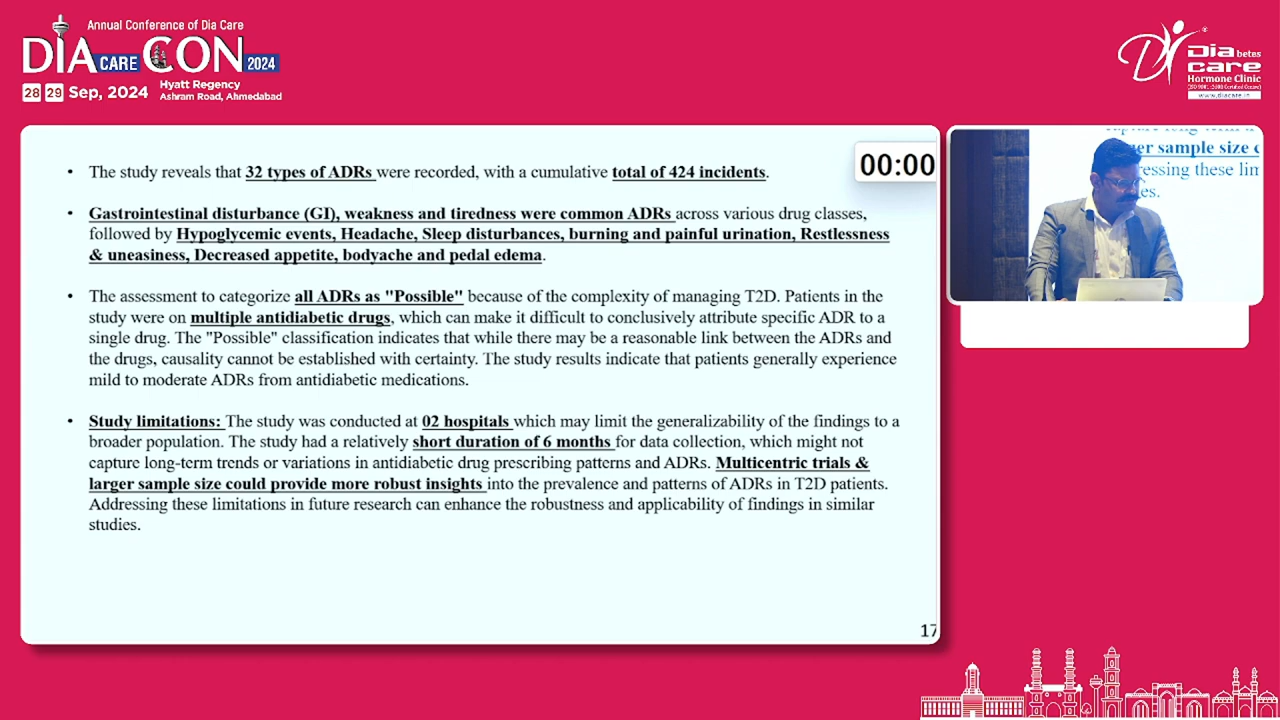 Annual Conference of Dia Care
DIA CARE CON 2024
28 29 Sep, 2024
Hyatt Regency
Ashram Road, Ahmedabad
Diabetes
care
Hormone Clinic
www.diacare.in
• The study reveals that 32 types of ADRs were recorded, with a cumulative total of 424 incidents.
00:00
• Gastrointestinal disturbance (GI), weakness and tiredness were common ADRs across various drug classes,
followed by Hypoglycemic events, Headache, Sleep disturbances, burning and painful urination, Restlessness
& uneasiness, Decreased appetite, bodyache and pedal edema.
• The assessment to categorize all ADRs as "Possible" because of the complexity of managing T2D. Patients in the
study were on multiple antidiabetic drugs, which can make it difficult to conclusively attribute specific ADR to a
single drug. The "Possible" classification indicates that while there may be a reasonable link between the ADRs and
the drugs, causality cannot be established with certainty. The study results indicate that patients generally experience
mild to moderate ADRs from antidiabetic medications.
• Study limitations: The study was conducted at 02 hospitals which may limit the generalizability of the findings to a
broader population. The study had a relatively short duration of 6 months for data collection, which might not
capture long-term trends or variations in antidiabetic drug prescribing patterns and ADRs. Multicentric trials &
larger sample size could provide more robust insights into the prevalence and patterns of ADRs in T2D patients.
Addressing these limitations in future research can enhance the robustness and applicability of findings in similar
studies.
17
er sample size c
ressing these lim
es.